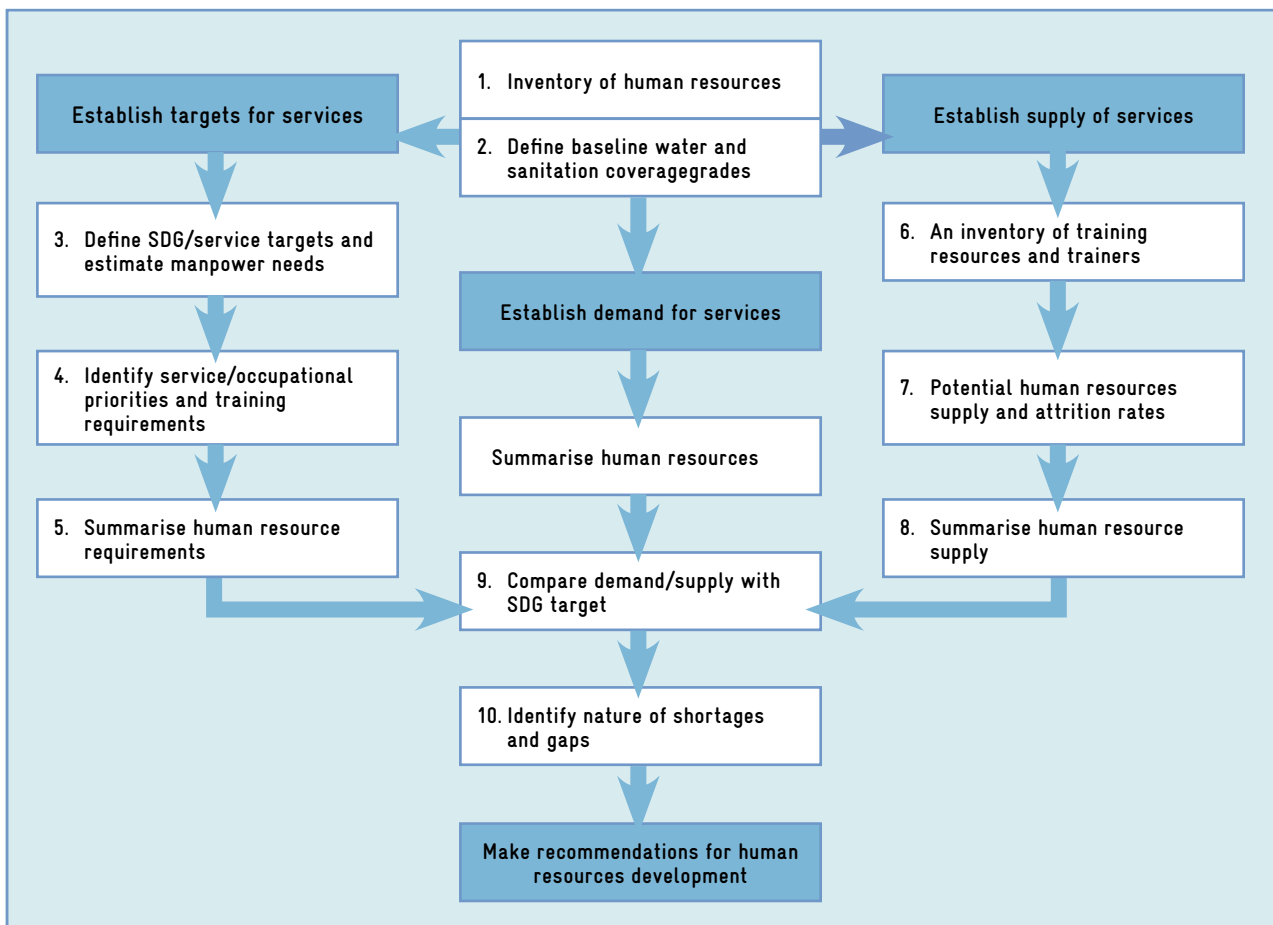 1. Inventory of human resources
2. Define baseline water and
sanitation coveragegrades
Establish targets for services
3. Define SDG/service targets and
estimate manpower needs
4. Identify service/occupational
priorities and training
requirements
5. Summarise human resource
requirements
Establish demand for services
Summarise human resources
Establish supply of services
6. An inventory of training
resources and trainers
7. Potential human resources
supply and attrition rates
8. Summarise human resource
supply
9. Compare demand/supply with
SDG target
10. Identify nature of shortages
and gaps
Make recommendations for human
resources development